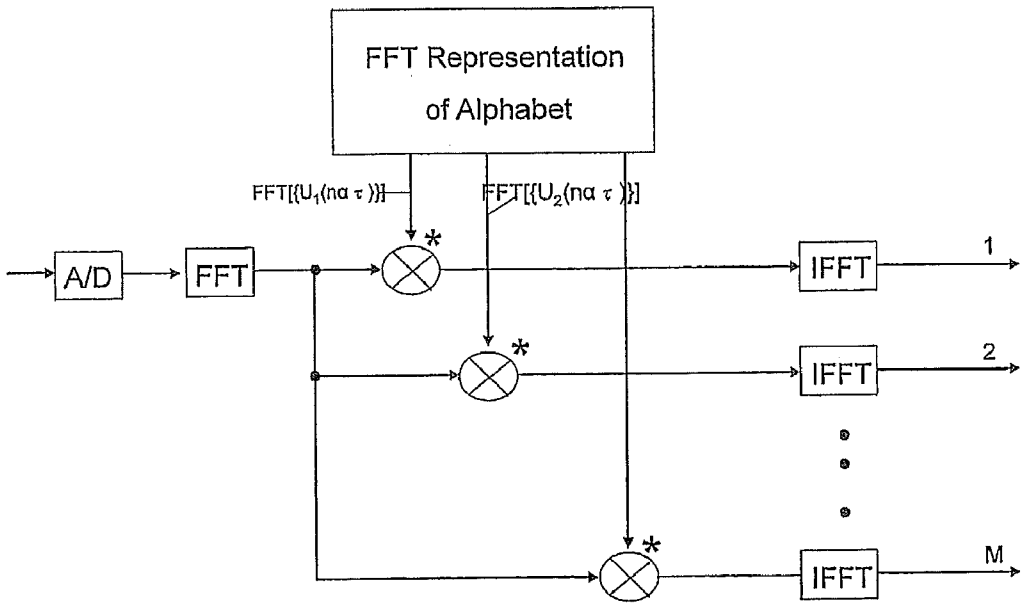 FFT Representation
of Alphabet
FFT[{U₁(nα τ)}]
FFT[{U₂(nα τ)}]
*
A/D
FFT
IFFT
1
*
IFFT
2
*
IFFT
M